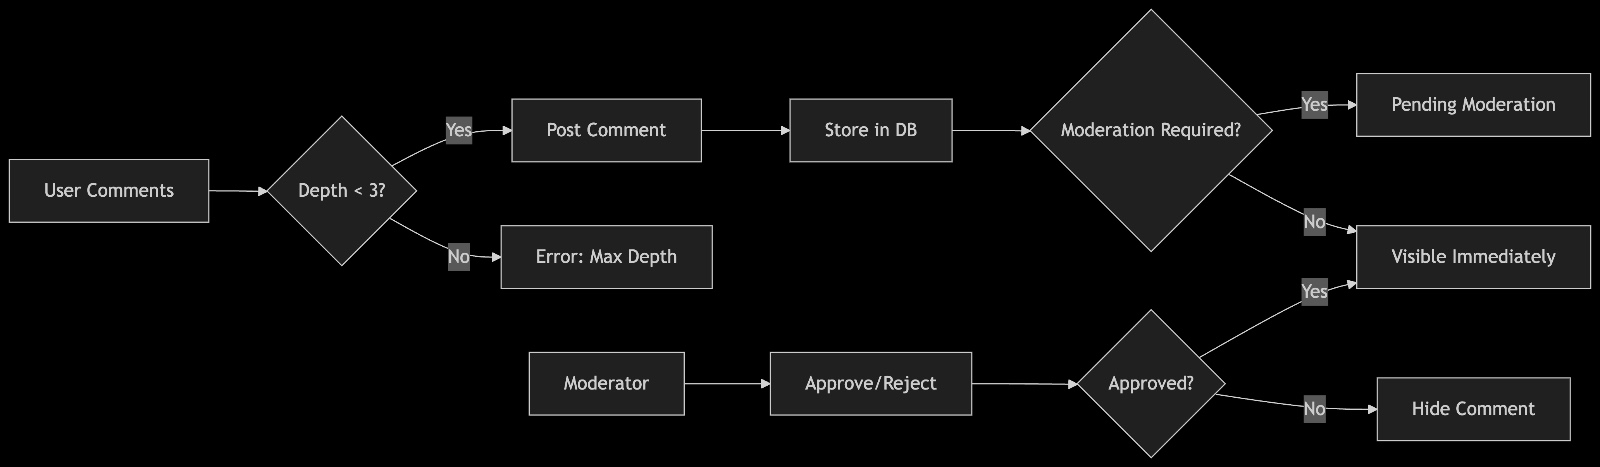 User Comments
Depth < 3?
Yes
Post Comment
Store in DB
Moderation Required?
Yes
Pending Moderation
No
Error: Max Depth
No
Visible Immediately
Moderator
Approve/Reject
Approved?
Yes
No
Hide Comment